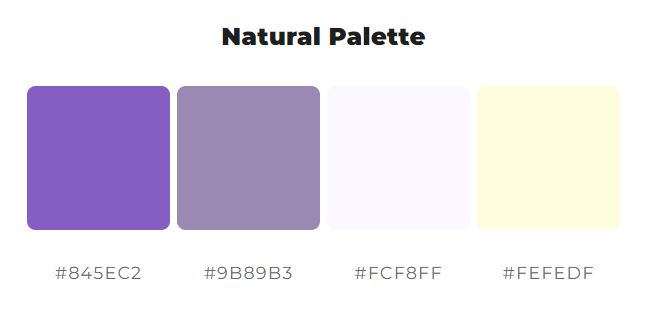 Natural Palette
#845EC2
#9B89B3
#FCF8FF
#FEFEDF